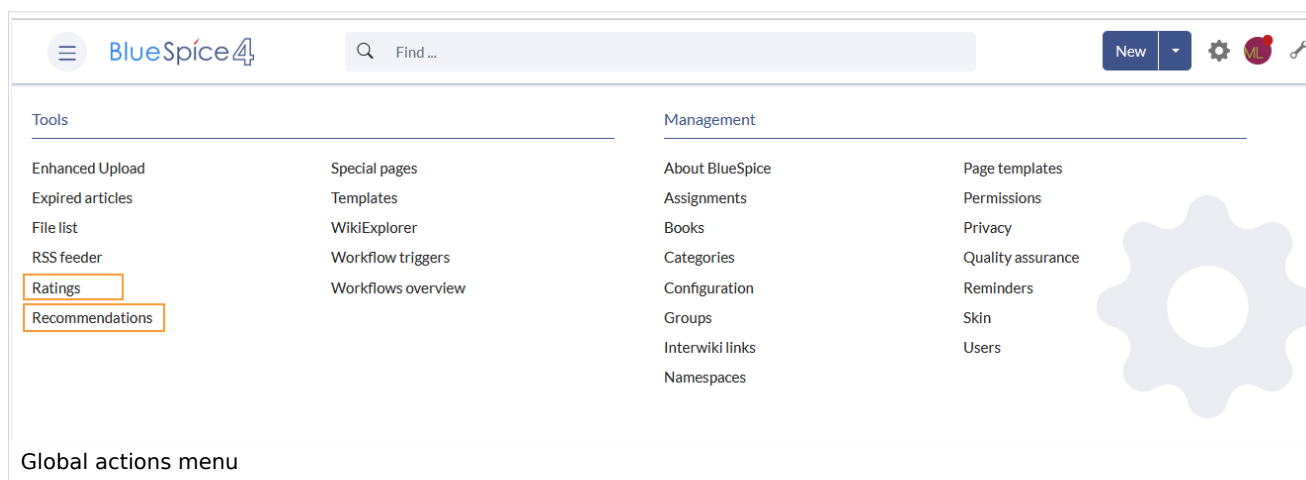 BlueSpice 4
Find ...
New
ML
Tools
Enhanced Upload
Expired articles
File list
RSS feeder
Ratings
Recommendations
Special pages
Templates
WikiExplorer
Workflow triggers
Workflows overview
Management
About BlueSpice
Assignments
Books
Categories
Configuration
Groups
Interwiki links
Namespaces
Page templates
Permissions
Privacy
Quality assurance
Reminders
Skin
Users
Global actions menu